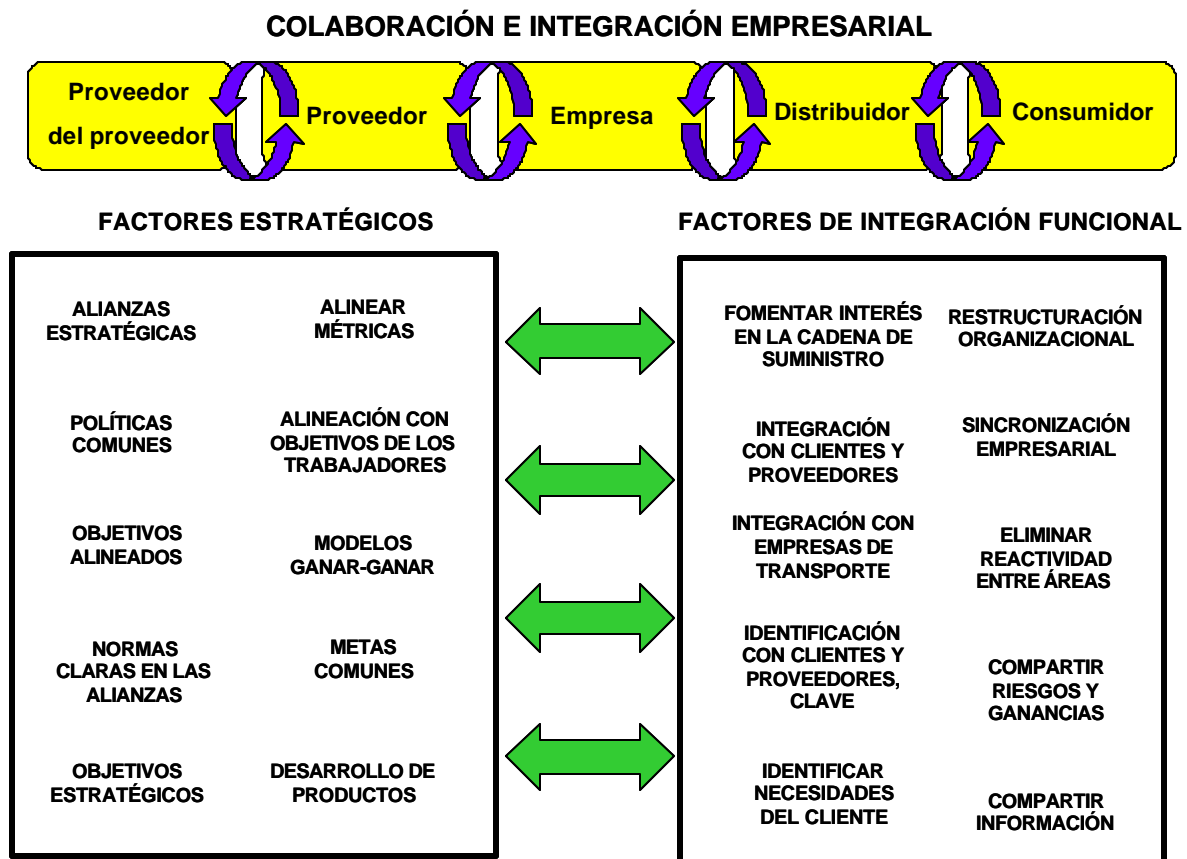 COLABORACIÓN E INTEGRACIÓN EMPRESARIAL
Proveedor
del proveedor
Proveedor
Empresa
Distribuidor
Consumidor
FACTORES ESTRATÉGICOS
ALIANZAS
ESTRATÉGICAS
ALINEAR
MÉTRICAS
POLÍTICAS
COMUNES
ALINEACIÓN CON
OBJETIVOS DE LOS
TRABAJADORES
OBJETIVOS
ALINEADOS
MODELOS
GANAR-GANAR
NORMAS
CLARAS EN LAS
ALIANZAS
METAS
COMUNES
OBJETIVOS
ESTRATÉGICOS
DESARROLLO DE
PRODUCTOS
FACTORES DE INTEGRACIÓN FUNCIONAL
FOMENTAR INTERÉS
EN LA CADENA DE
SUMINISTRO
RESTRUCTURACIÓN
ORGANIZACIONAL
INTEGRACIÓN
CON CLIENTES Y
PROVEEDORES
SINCRONIZACIÓN
EMPRESARIAL
INTEGRACIÓN CON
EMPRESAS DE
TRANSPORTE
ELIMINAR
REACTIVIDAD
ENTRE ÁREAS
IDENTIFICACIÓN
CON CLIENTES Y
PROVEEDORES,
CLAVE
COMPARTIR
RIESGOS Y
GANANCIAS
IDENTIFICAR
NECESIDADES
DEL CLIENTE
COMPARTIR
INFORMACIÓN